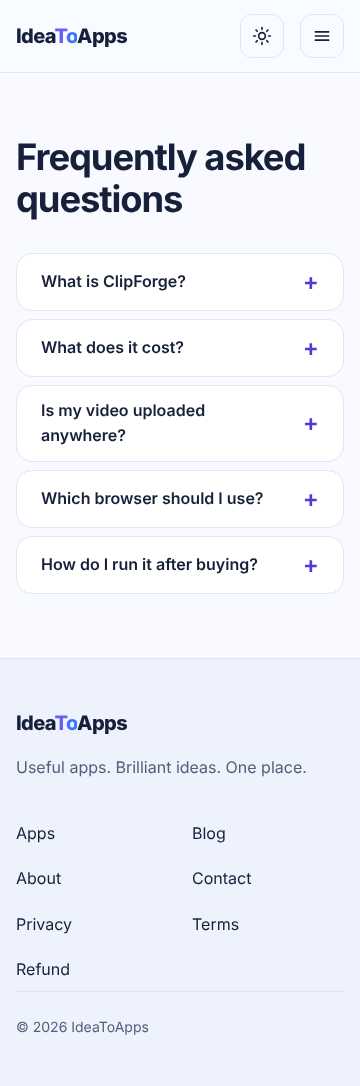 IdeaToApps
Frequently asked
questions
What is ClipForge?
What does it cost?
Is my video uploaded
anywhere?
Which browser should I use?
How do I run it after buying?
IdeaToApps
Useful apps. Brilliant ideas. One place.
Apps
Blog
About
Contact
Privacy
Terms
Refund
© 2026 IdeaToApps